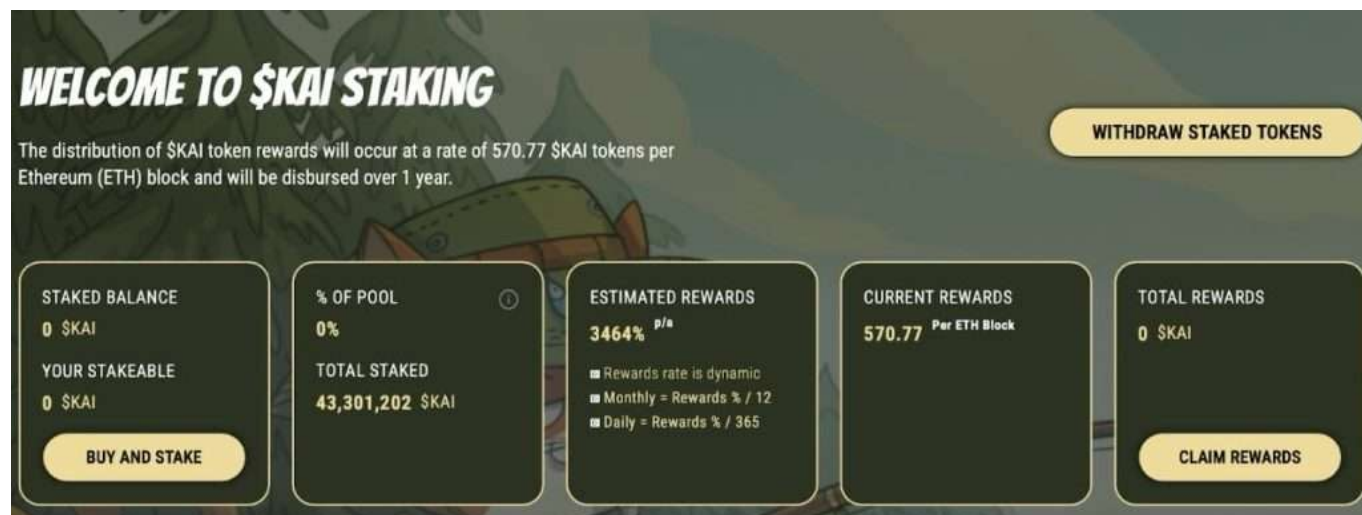 WELCOME TO $KAI STAKING
The distribution of $KAI token rewards will occur at a rate of 570.77 $KAI tokens per
Ethereum (ETH) block and will be disbursed over 1 year.
WITHDRAW STAKED TOKENS
STAKED BALANCE
0 $KAI
YOUR STAKEABLE
0 $KAI
BUY AND STAKE
% OF POOL
0%
TOTAL STAKED
43,301,202 $KAI
ESTIMATED REWARDS
3464% p/a
Rewards rate is dynamic
Monthly = Rewards % / 12
Daily = Rewards % / 365
CURRENT REWARDS
570.77 Per ETH Block
TOTAL REWARDS
0 $KAI
CLAIM REWARDS